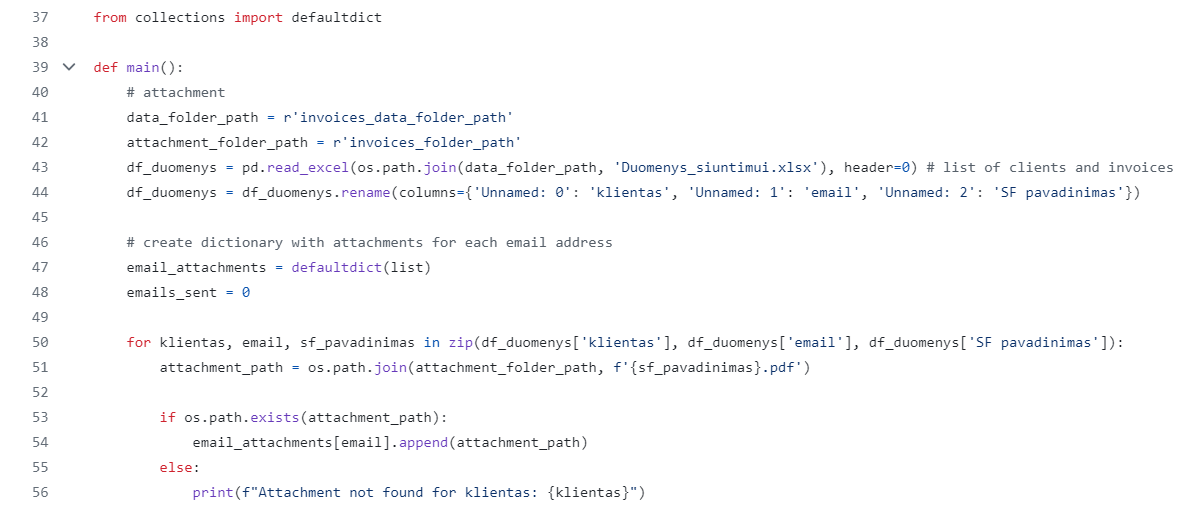 37 from collections import defaultdict
38
39 def main():
40 # attachment
41 data_folder_path = r'invoices_data_folder_path'
42 attachment_folder_path = r'invoices_folder_path'
43 df_duomenys = pd.read_excel(os.path.join(data_folder_path, 'Duomenys_siuntimui.xlsx'), header=0) # list of clients and invoices
44 df_duomenys = df_duomenys.rename(columns={'Unnamed: 0': 'klientas', 'Unnamed: 1': 'email', 'Unnamed: 2': 'SF pavadinimas'})
45
46 # create dictionary with attachments for each email address
47 email_attachments = defaultdict(list)
48 emails_sent = 0
49
50 for klientas, email, sf_pavadinimas in zip(df_duomenys['klientas'], df_duomenys['email'], df_duomenys['SF pavadinimas']):
51 attachment_path = os.path.join(attachment_folder_path, f'{sf_pavadinimas}.pdf')
52
53 if os.path.exists(attachment_path):
54 email_attachments[email].append(attachment_path)
55 else:
56 print(f"Attachment not found for klientas: {klientas}")